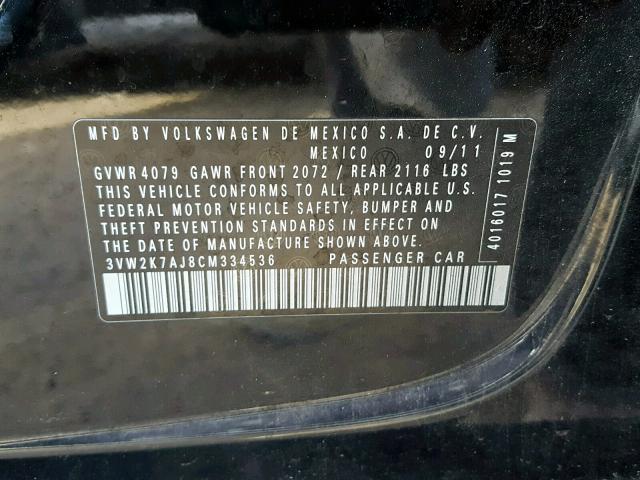 MFD BY VOLKSWAGEN DE MEXICO S.A. DE C.V.
MEXICO 09/11
GVWR 4079 GAWR FRONT 2072 / REAR 2116 LBS
THIS VEHICLE CONFORMS TO ALL APPLICABLE U.S.
FEDERAL MOTOR VEHICLE SAFETY, BUMPER AND
THEFT PREVENTION STANDARDS IN EFFECT ON
THE DATE OF MANUFACTURE SHOWN ABOVE.
3VW2K7AJ8CM334536 PASSENGER CAR
4016017 1019 M